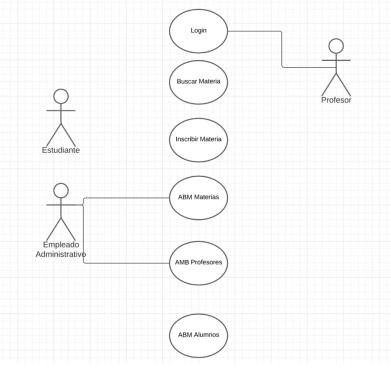 Login
Profesor
Buscar Materia
Estudiante
Inscribir Materia
ABM Materias
Empleado
Administrativo
AMB Profesores
ABM Alumnos